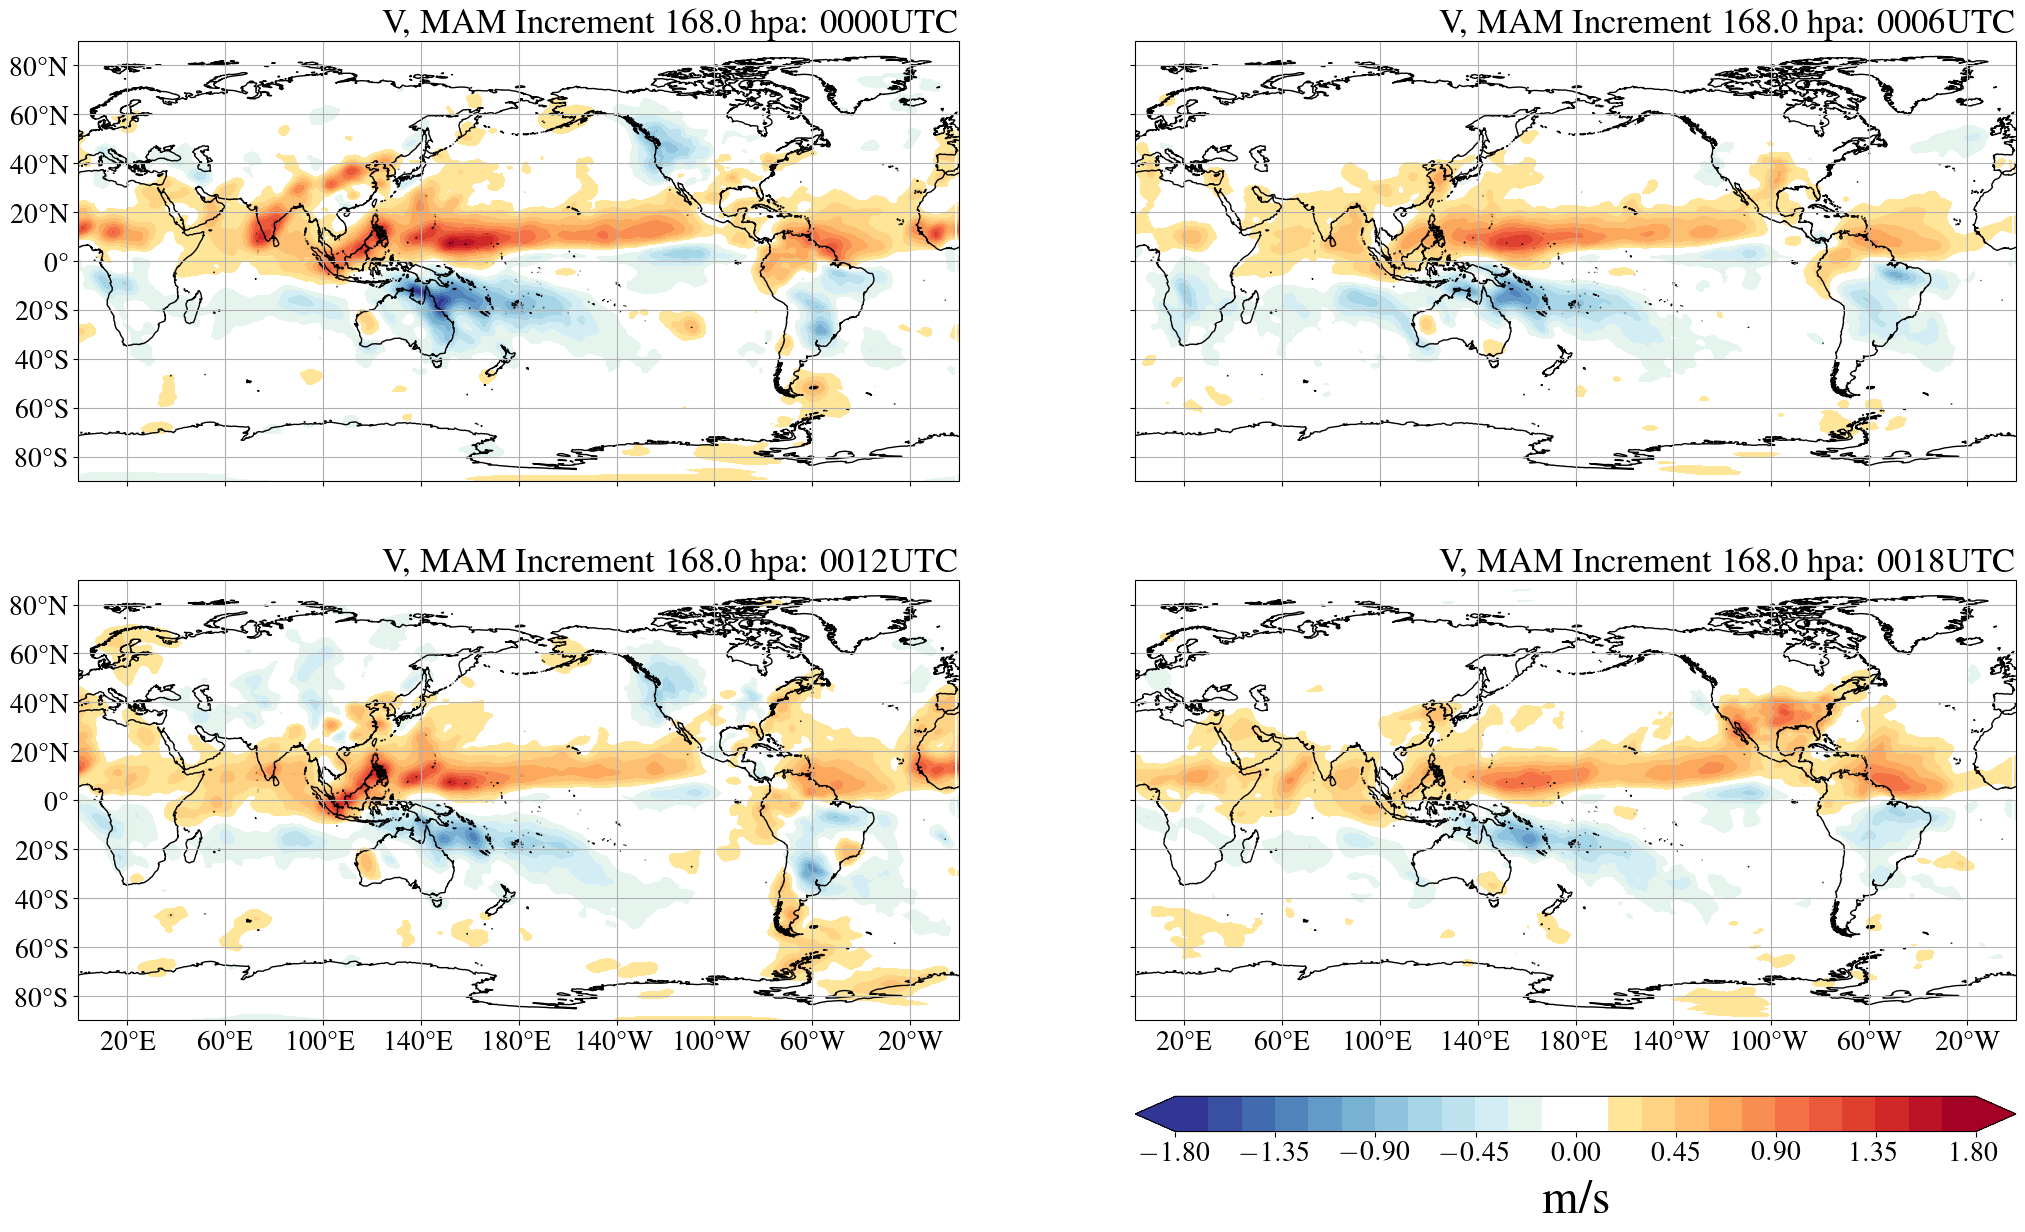 V, MAM Increment 168.0 hpa: 0000UTC
V, MAM Increment 168.0 hpa: 0006UTC
80°N
60°N
40°N
20°N
0°
20°S
40°S
60°S
80°S
V, MAM Increment 168.0 hpa: 0012UTC
V, MAM Increment 168.0 hpa: 0018UTC
80°N
60°N
40°N
20°N
0°
20°S
40°S
60°S
80°S
20°E 60°E 100°E 140°E 180°E 140°W 100°W 60°W 20°W
20°E 60°E 100°E 140°E 180°E 140°W 100°W 60°W 20°W
−1.80 −1.35 −0.90 −0.45 0.00 0.45 0.90 1.35 1.80
m/s